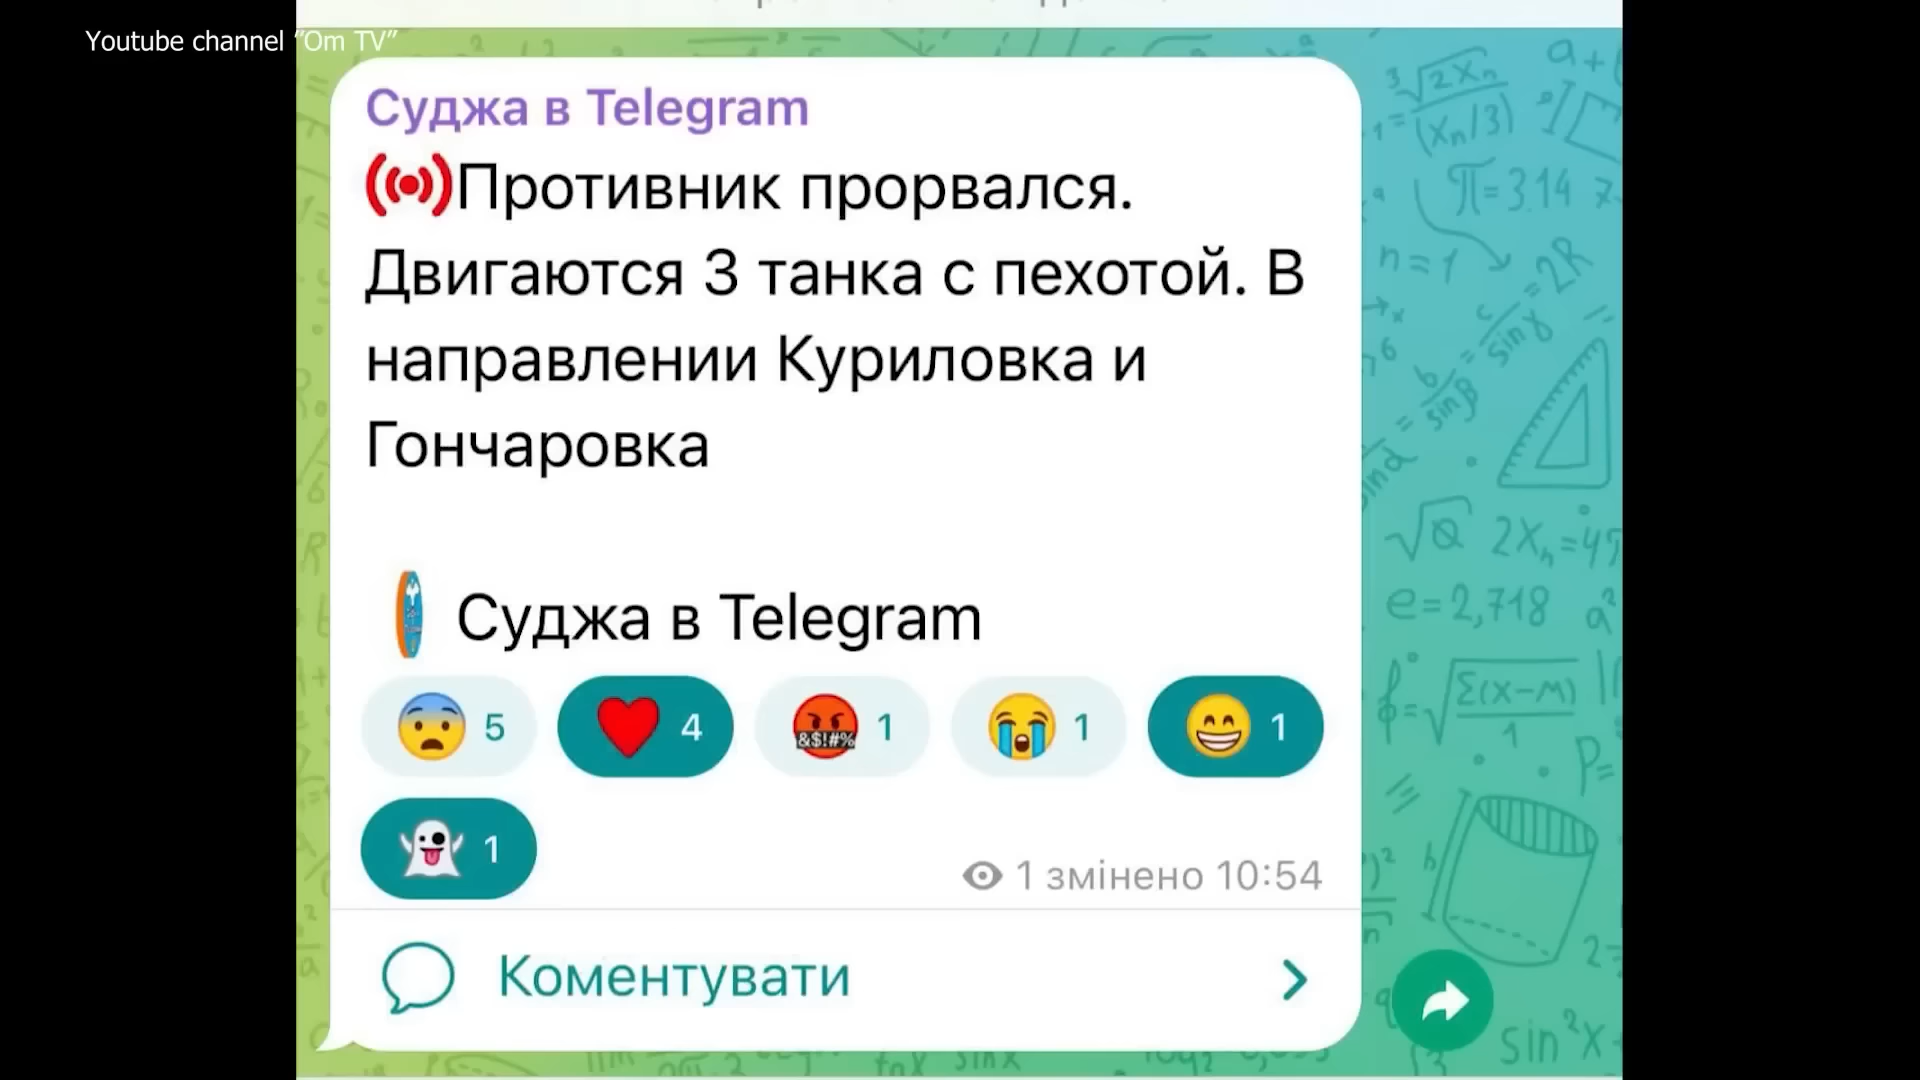 Youtube channel “Om TV”
Суджа в Telegram
Противник прорвался.
Двигаются 3 танка с пехотой. В
направлении Куриловка и
Гончаровка
Суджа в Telegram
5 4 &$!#% 1 1 1
1
1 змінено 10:54
Коментувати